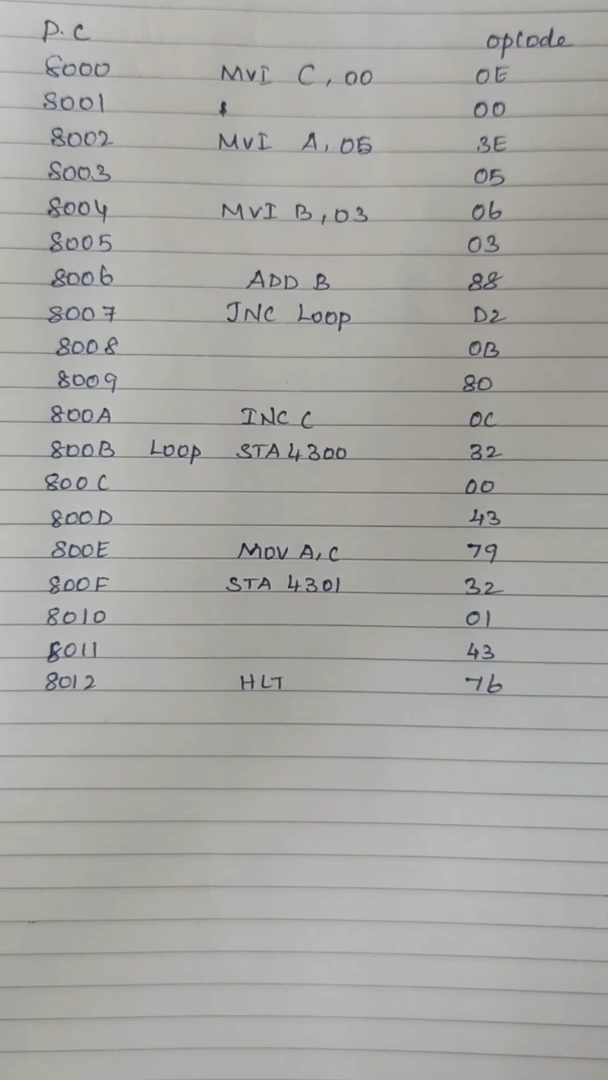 P.C opcode
8000 MVI C, 00 0E
8001 00
8002 MVI A, 05 3E
8003 05
8004 MVI B, 03 06
8005 03
8006 ADD B 88
8007 JNC Loop D2
8008 0B
8009 80
800A INC C 0C
800B Loop STA 4300 32
800C 00
800D 43
800E MOV A, C 79
800F STA 4301 32
8010 01
8011 43
8012 HLT 76